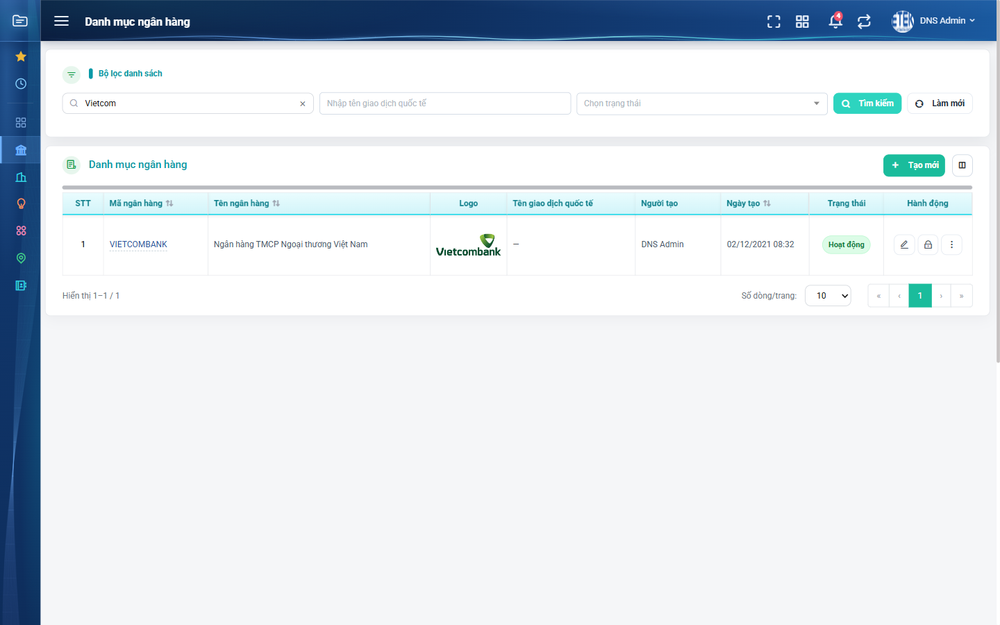 Danh mục ngân hàng
4
DNS Admin
Bộ lọc danh sách
Vietcom
Nhập tên giao dịch quốc tế
Chọn trạng thái
Tìm kiếm
Làm mới
Danh mục ngân hàng
Tạo mới
STT
Mã ngân hàng
Tên ngân hàng
Logo
Tên giao dịch quốc tế
Người tạo
Ngày tạo
Trạng thái
Hành động
1
VIETCOMBANK
Ngân hàng TMCP Ngoại thương Việt Nam
Vietcombank
—
DNS Admin
02/12/2021 08:32
Hoạt động
Hiển thị 1–1 / 1
Số dòng/trang:
10
«
‹
1
›
»